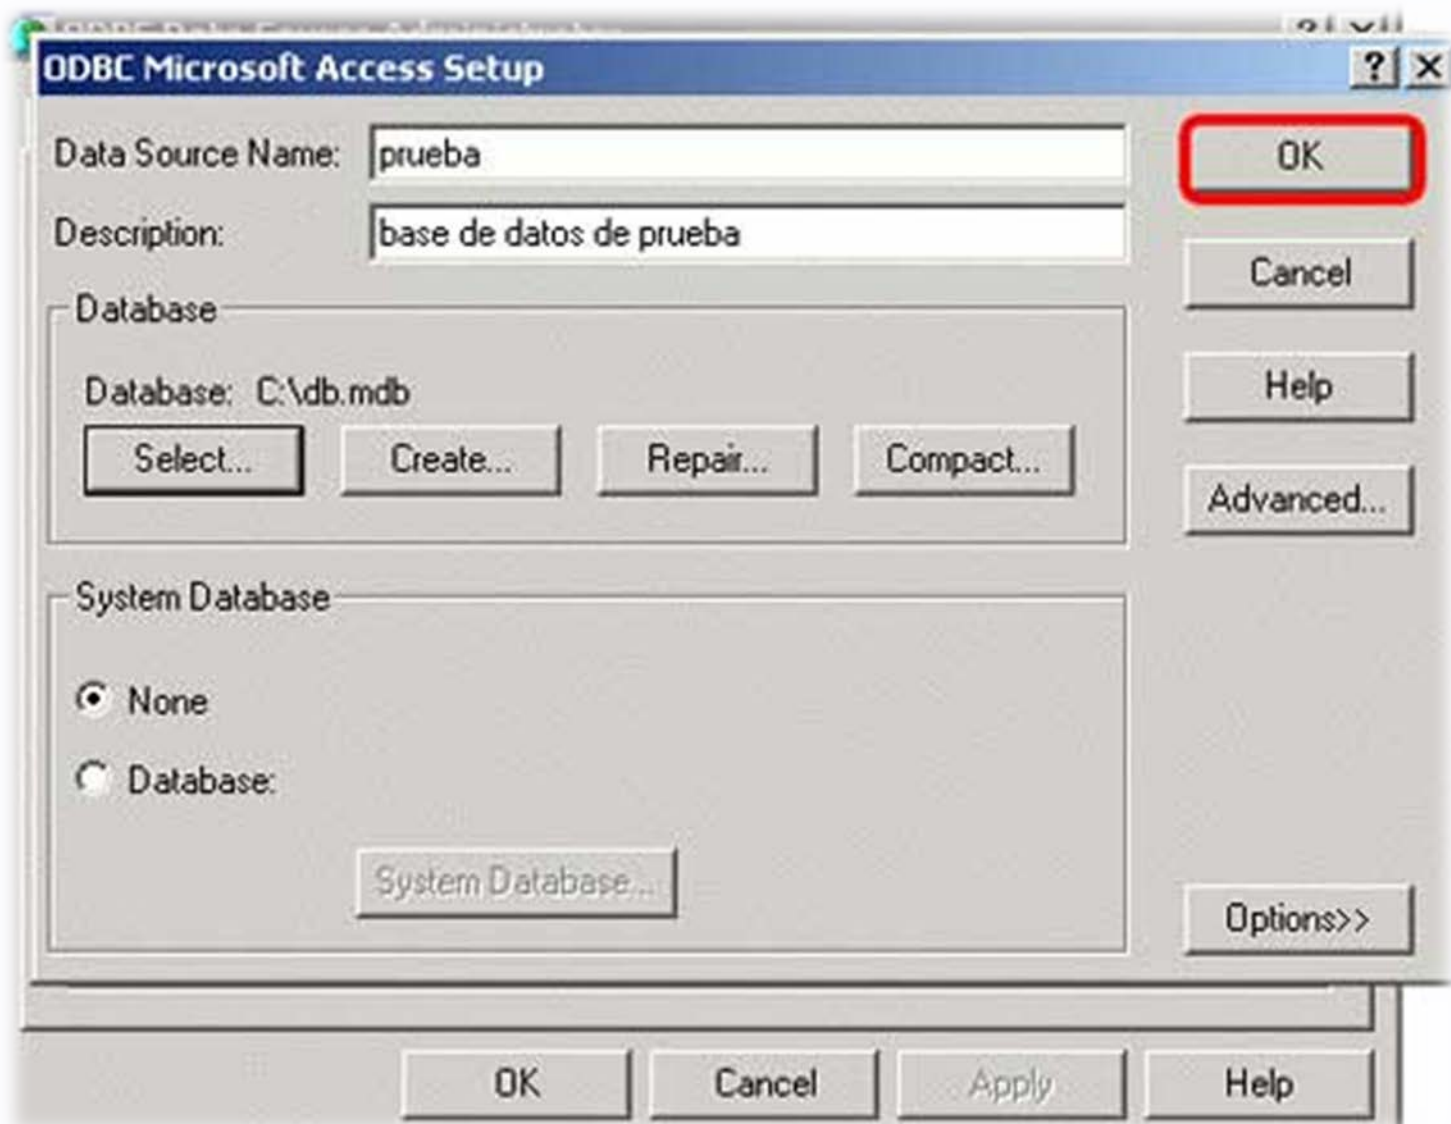 ODBC Microsoft Access Setup
Data Source Name: prueba
OK
Description: base de datos de prueba
Cancel
Database
Database: C:\db.mdb
Help
Select... Create... Repair... Compact...
Advanced...
System Database
None
Database:
System Database...
Options>>
OK Cancel Apply Help